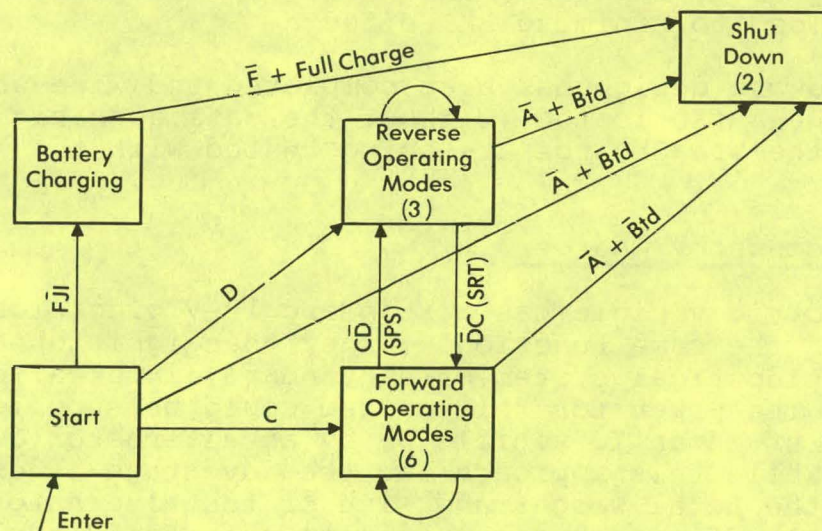 Shut
Down
(2)
F̄ + Full Charge
Ā + B̄td
Battery
Charging
Reverse
Operating
Modes
(3)
Ā + B̄td
Ā + B̄td
FJ̄I
D
CD̄
(SPS)
D̄C (SRT)
Start
C
Forward
Operating
Modes
(6)
Enter